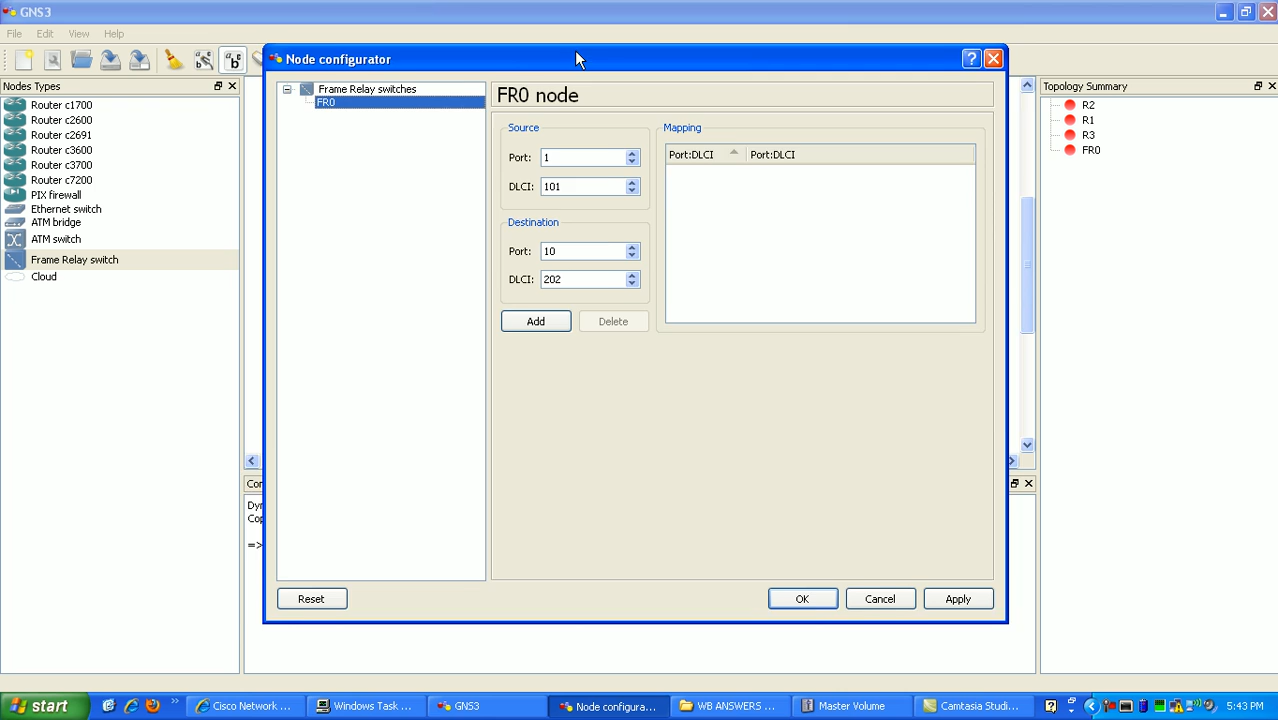 GNS3
File Edit View Help
Node configurator
Nodes Types
Router c1700
Router c2600
Router c2691
Router c3600
Router c3700
Router c7200
PIX firewall
Ethernet switch
ATM bridge
ATM switch
Frame Relay switch
Cloud
Frame Relay switches
FR0
FR0 node
Source
Port: 1
DLCI: 101
Destination
Port: 10
DLCI: 202
Add Delete
Mapping
Port:DLCI Port:DLCI
Reset OK Cancel Apply
Topology Summary
R2
R1
R3
FR0
Con
Dyn
Cop
=>
start Cisco Network ... Windows Task ... GNS3 Node configura... WB ANSWERS ... Master Volume Camtasia Studi... 5:43 PM